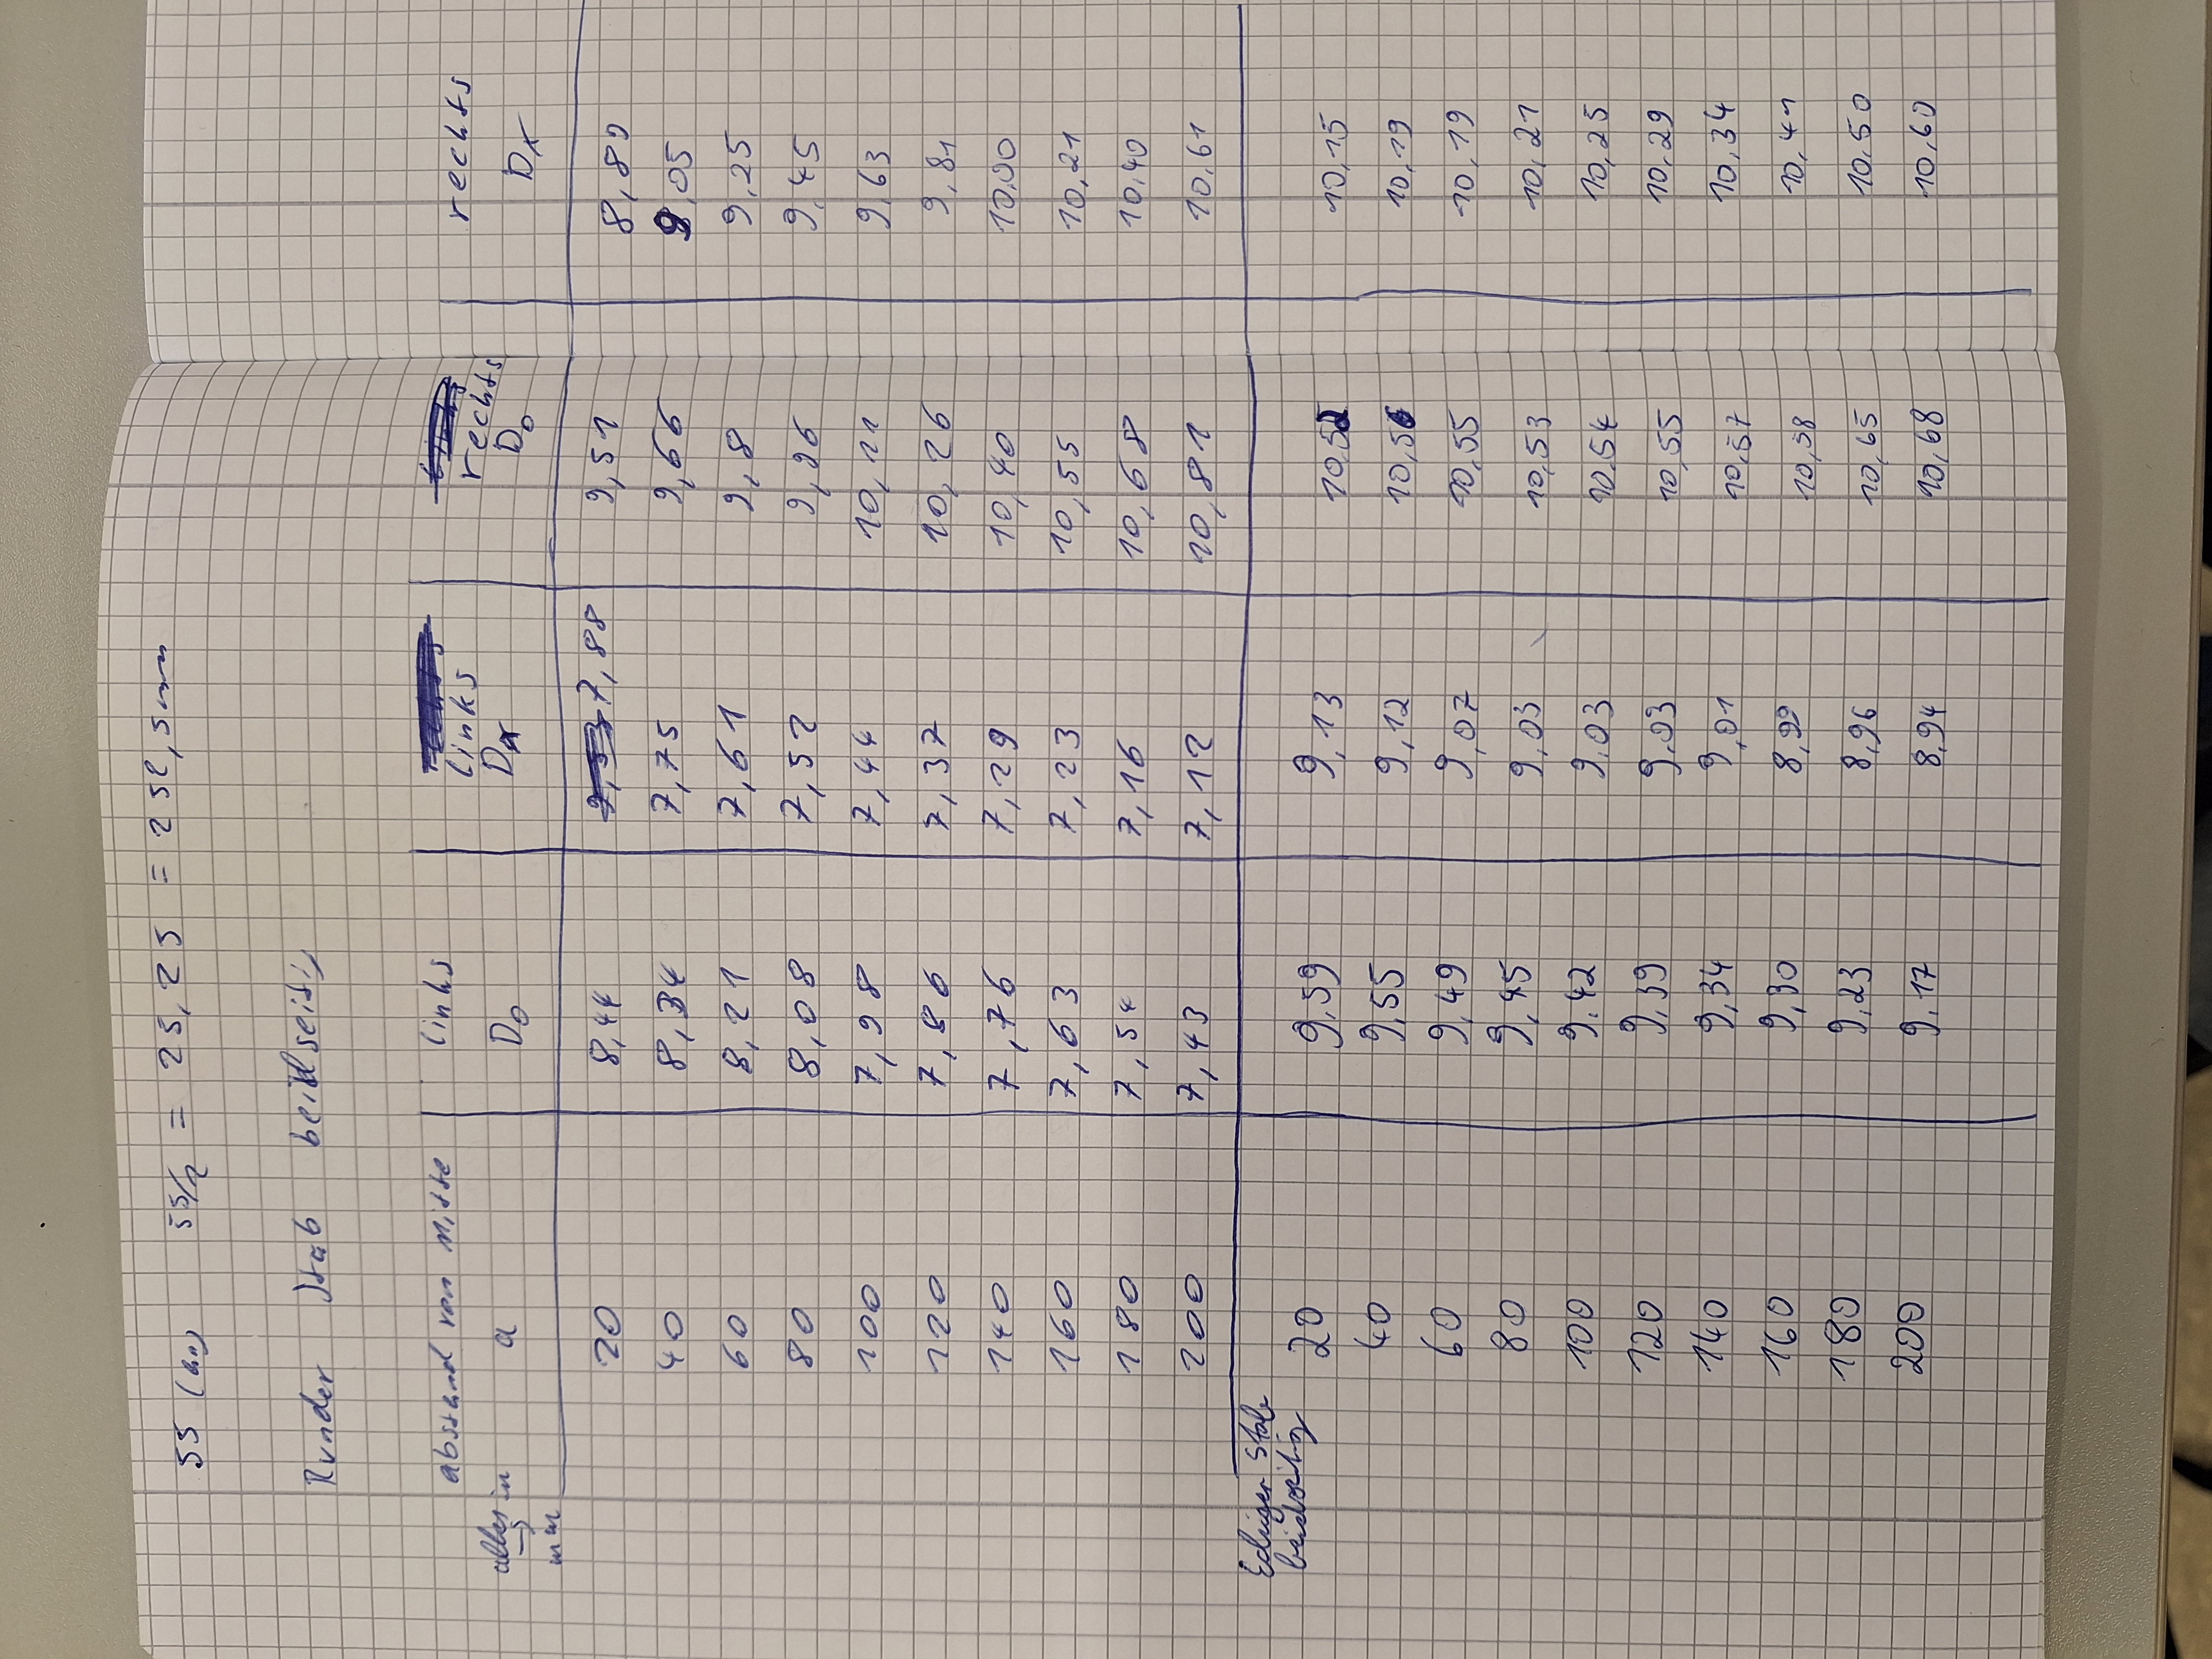 55 (cm) 55/2 = 25,25 = 252,5mm
Runder Stab beidseitig
abstand von Mitte links links rechts rechts
alles in mm a D0 Dx D0 Dx
20 8,44 7,88 9,51 8,89
40 8,34 7,75 9,66 9,05
60 8,21 7,61 9,8 9,25
80 8,08 7,52 9,96 9,45
100 7,98 7,44 10,11 9,63
120 7,86 7,37 10,26 9,81
140 7,76 7,29 10,40 10,00
160 7,63 7,23 10,55 10,21
180 7,54 7,16 10,68 10,40
200 7,43 7,12 10,81 10,61
Eckiger Stab
beidseitig
20 9,59 9,13 10,52 10,15
40 9,55 9,12 10,56 10,19
60 9,49 9,07 10,55 10,19
80 9,45 9,03 10,53 10,21
100 9,42 9,03 10,54 10,25
120 9,39 9,03 10,55 10,29
140 9,34 9,01 10,57 10,34
160 9,30 8,99 10,58 10,41
180 9,23 8,96 10,65 10,50
200 9,17 8,94 10,68 10,60